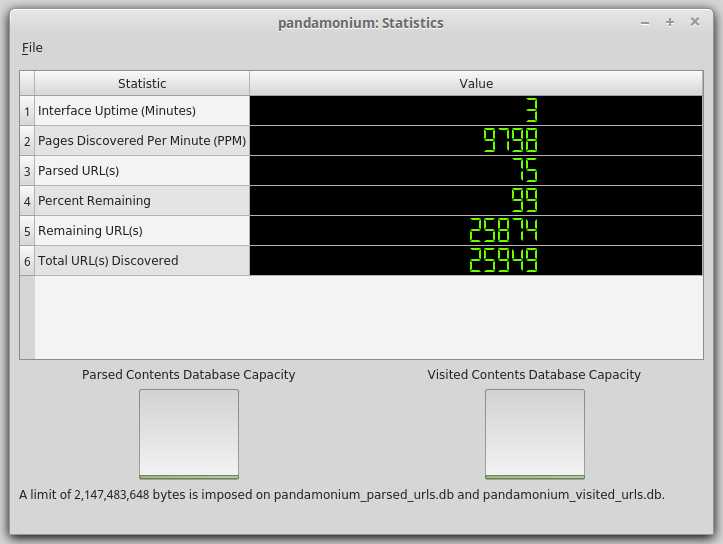 pandamonium: Statistics
File
Statistic Value
1 Interface Uptime (Minutes) 3
2 Pages Discovered Per Minute (PPM) 9798
3 Parsed URL(s) 75
4 Percent Remaining 99
5 Remaining URL(s) 25874
6 Total URL(s) Discovered 25949
Parsed Contents Database Capacity Visited Contents Database Capacity
A limit of 2,147,483,648 bytes is imposed on pandamonium_parsed_urls.db and pandamonium_visited_urls.db.